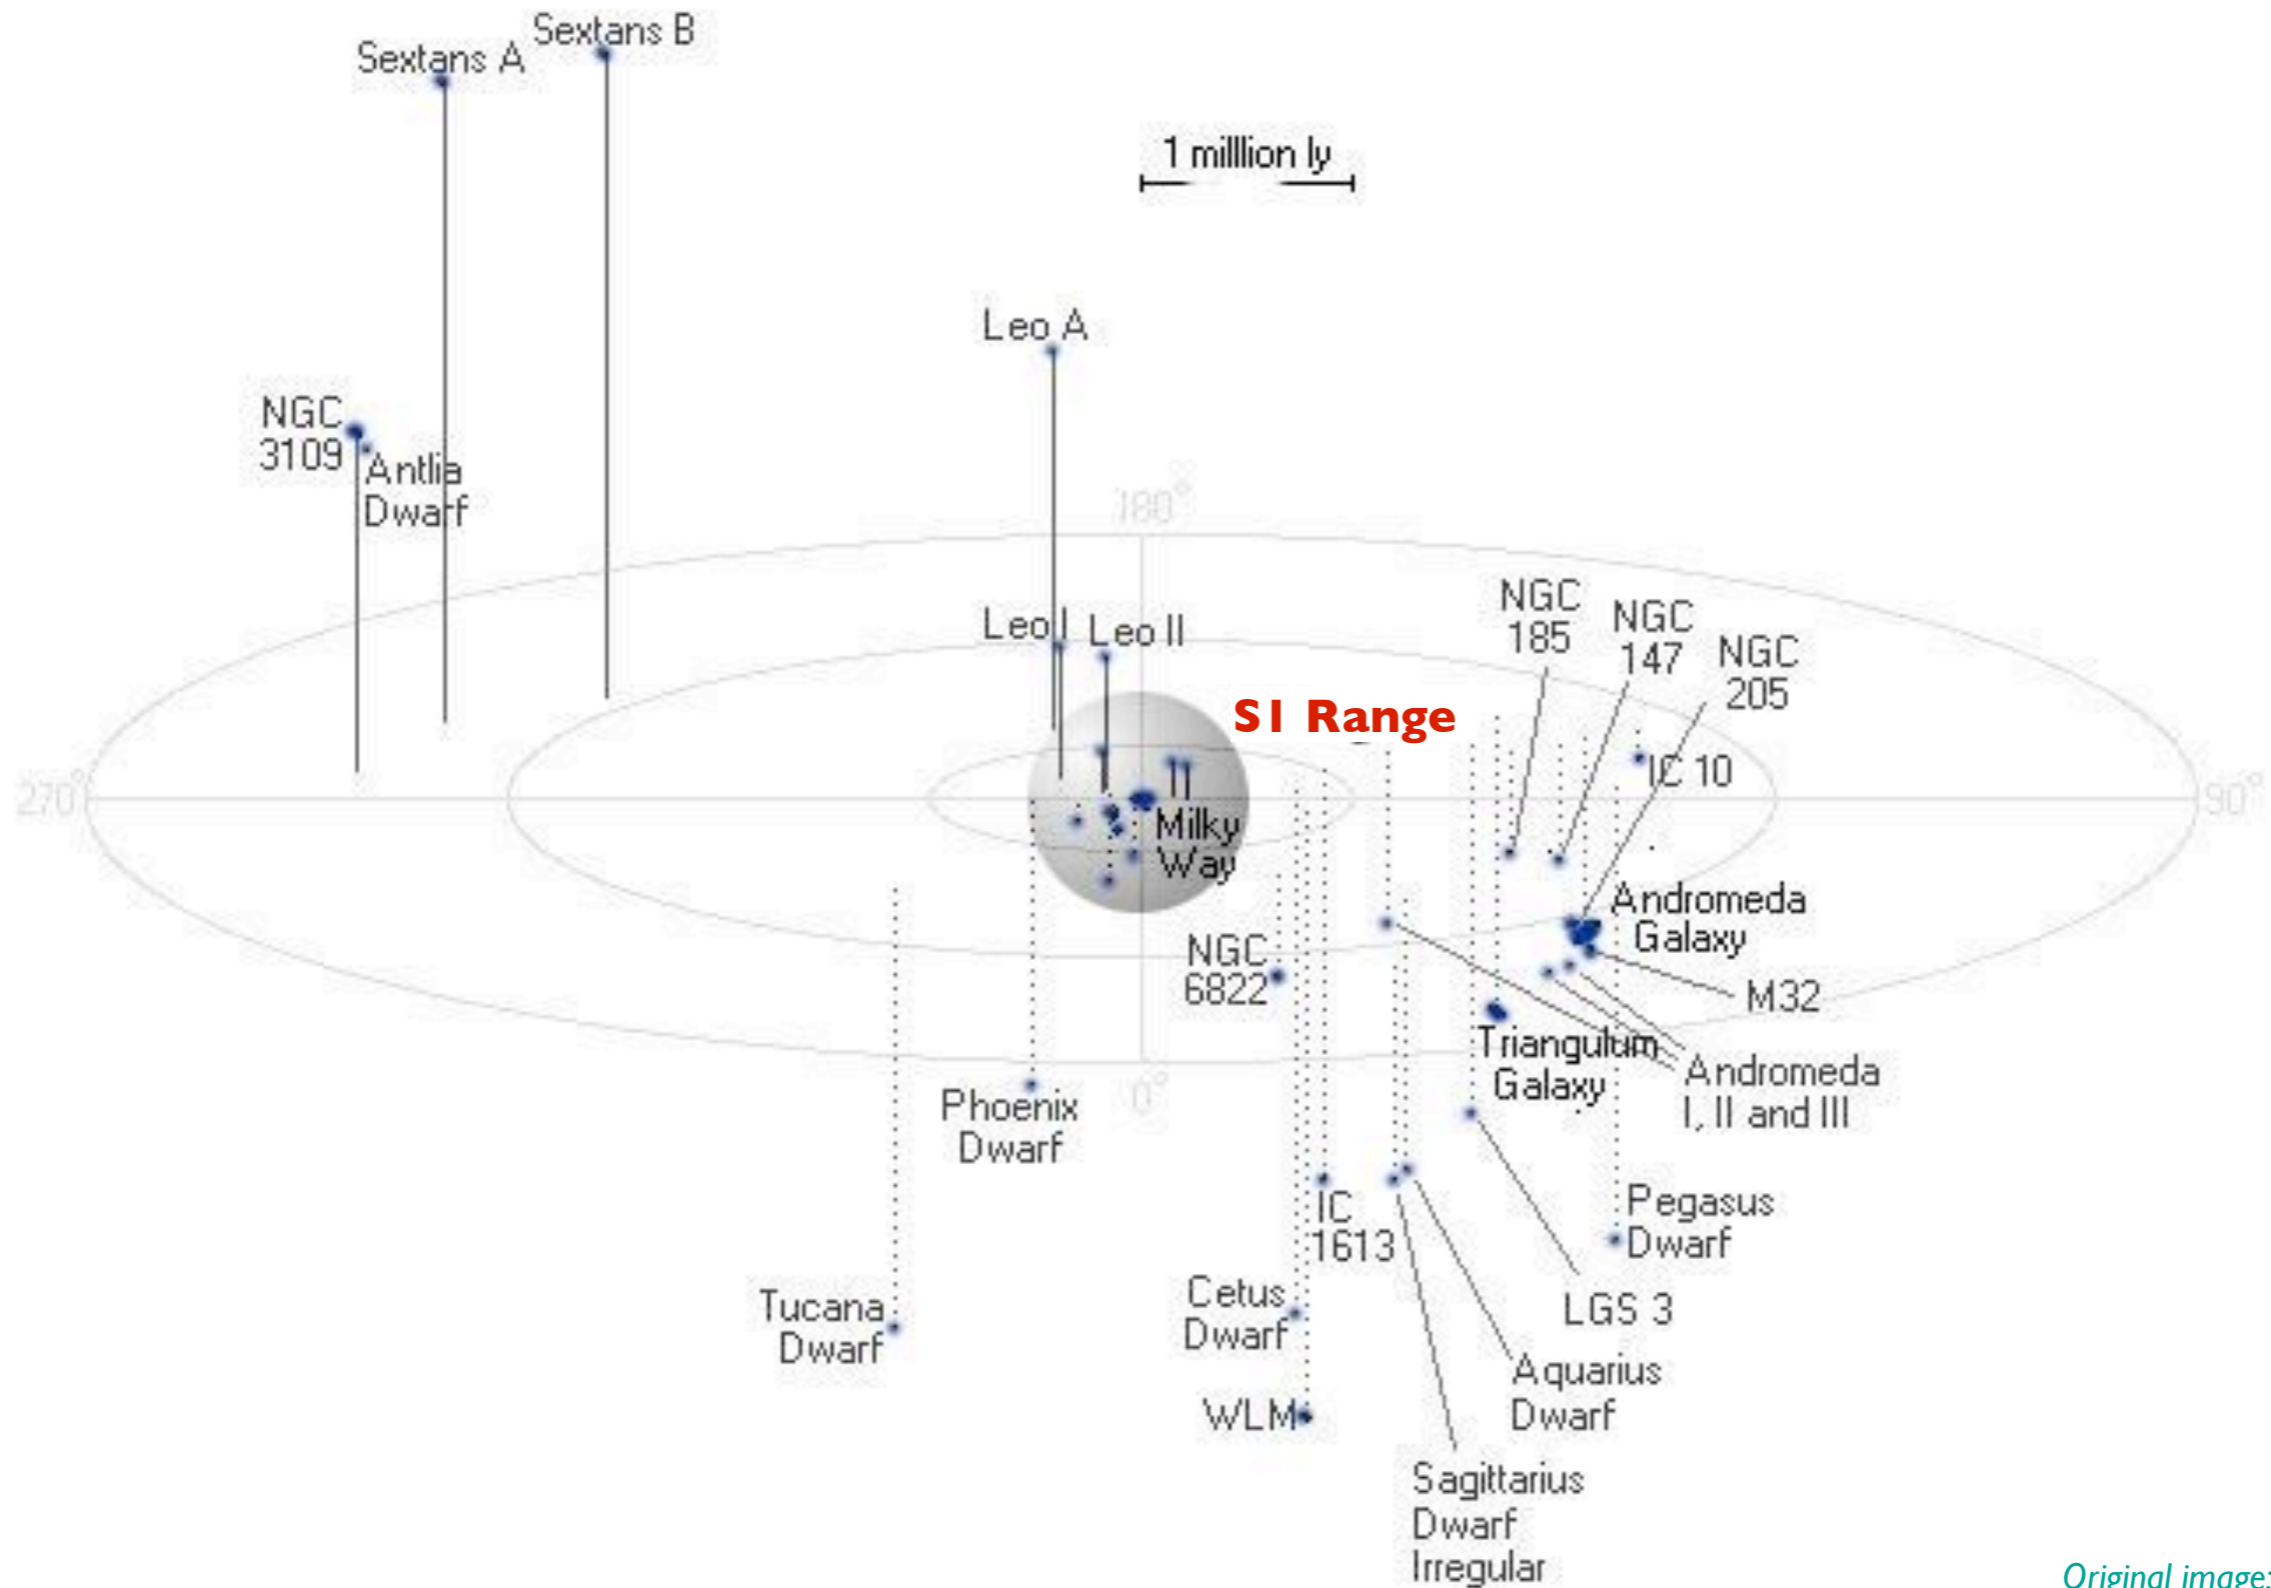 Sextans B
Sextans A
1 milllion ly
Leo A
NGC
3109
Antlia
Dwarf
180°
NGC
185
NGC
147
NGC
205
Leo I
Leo II
S1 Range
IC 10
270°
90°
Milky
Way
Andromeda
Galaxy
NGC
6822
M32
Triangulum
Galaxy
Andromeda
I, II and III
Phoenix
Dwarf
0°
IC
1613
Pegasus
Dwarf
Cetus
Dwarf
LGS 3
Tucana
Dwarf
Aquarius
Dwarf
WLM
Sagittarius
Dwarf
Irregular
Original image: